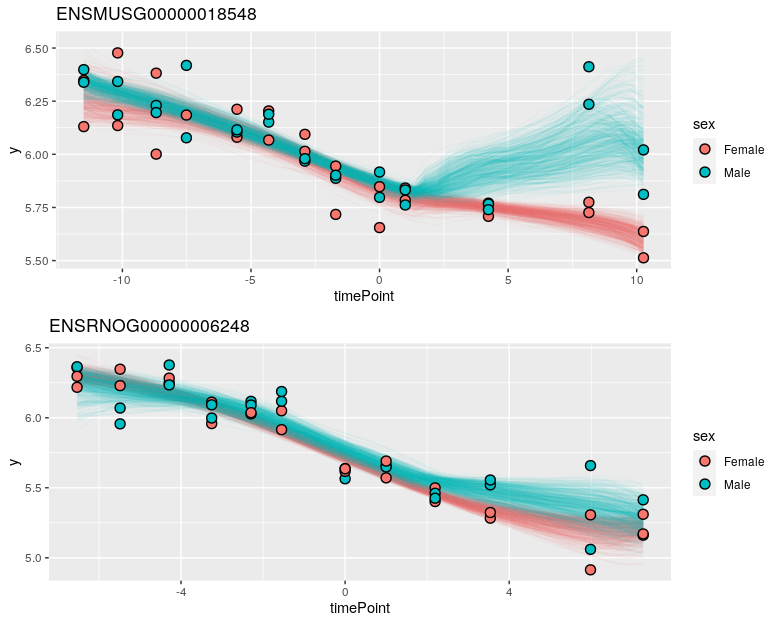 ENSMUSG00000018548
6.50
6.25
6.00
5.75
5.50
y
-10
-5
0
5
10
timePoint
sex
Female
Male
ENSRNOG00000006248
6.5
6.0
5.5
5.0
y
-4
0
4
timePoint
sex
Female
Male